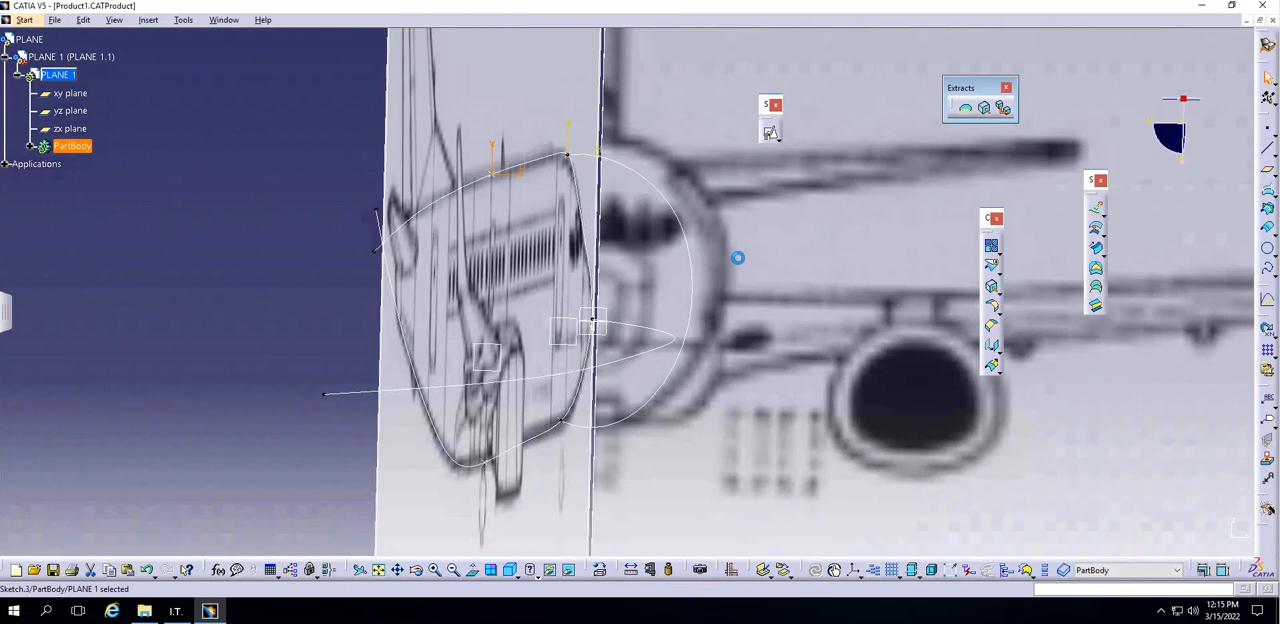 CATIA V5 - [Product1.CATProduct]
Start File Edit View Insert Tools Window Help
PLANE
PLANE 1 (PLANE 1.1)
PLANE 1
xy plane
yz plane
zx plane
PartBody
Applications
Extracts
S
S
C
PartBody
CATIA
Sketch.3/PartBody/PLANE 1 selected
I.T.
12:15 PM
3/15/2022